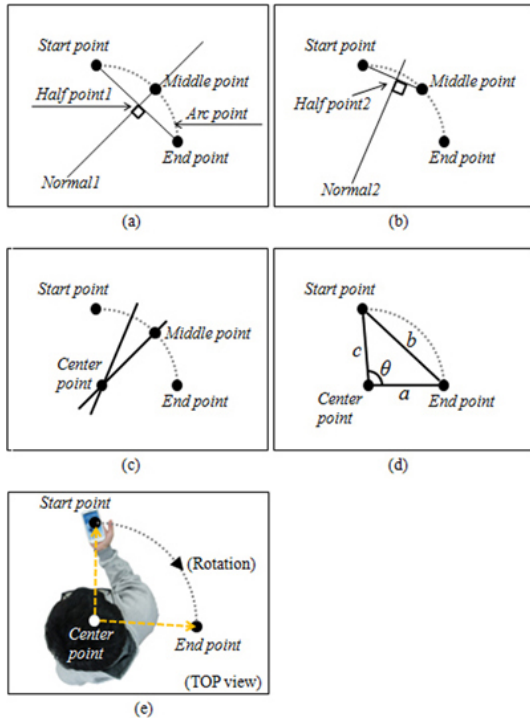 Start point
Middle point
Half point1
Arc point
End point
Normal1
(a)
Start point
Middle point
Half point2
End point
Normal2
(b)
Start point
Middle point
Center
point
End point
(c)
Start point
b
c
θ
Center
point
a
End point
(d)
Start point
(Rotation)
Center
point
End point
(TOP view)
(e)